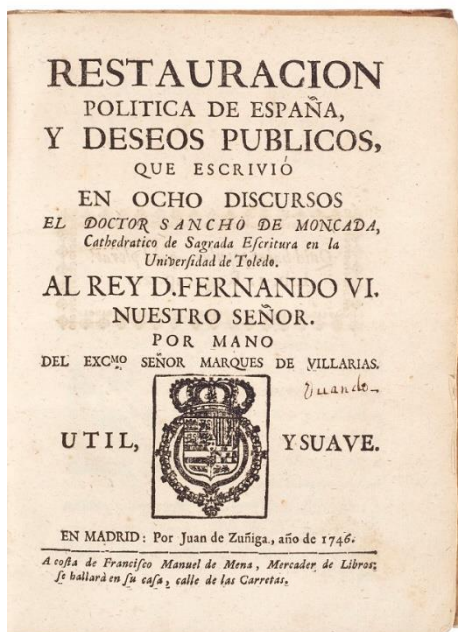 RESTAURACION
POLITICA DE ESPAÑA,
Y DESEOS PUBLICOS,
QUE ESCRIVIÓ
EN OCHO DISCURSOS
EL DOCTOR SANCHO DE MONCADA,
Cathedratico de Sagrada Eſcritura en la
Univerſidad de Toledo.
AL REY D. FERNANDO VI.
NUESTRO SEÑOR.
POR MANO
DEL EXC.MO SEÑOR MARQUES DE VILLARIAS.
UTIL, Y SUAVE.
EN MADRID: Por Juan de Zuñiga, año de 1746.
A coſta de Franciſco Manuel de Mena, Mercader de Libros:
ſe hallarà en ſu caſa, calle de las Carretas.